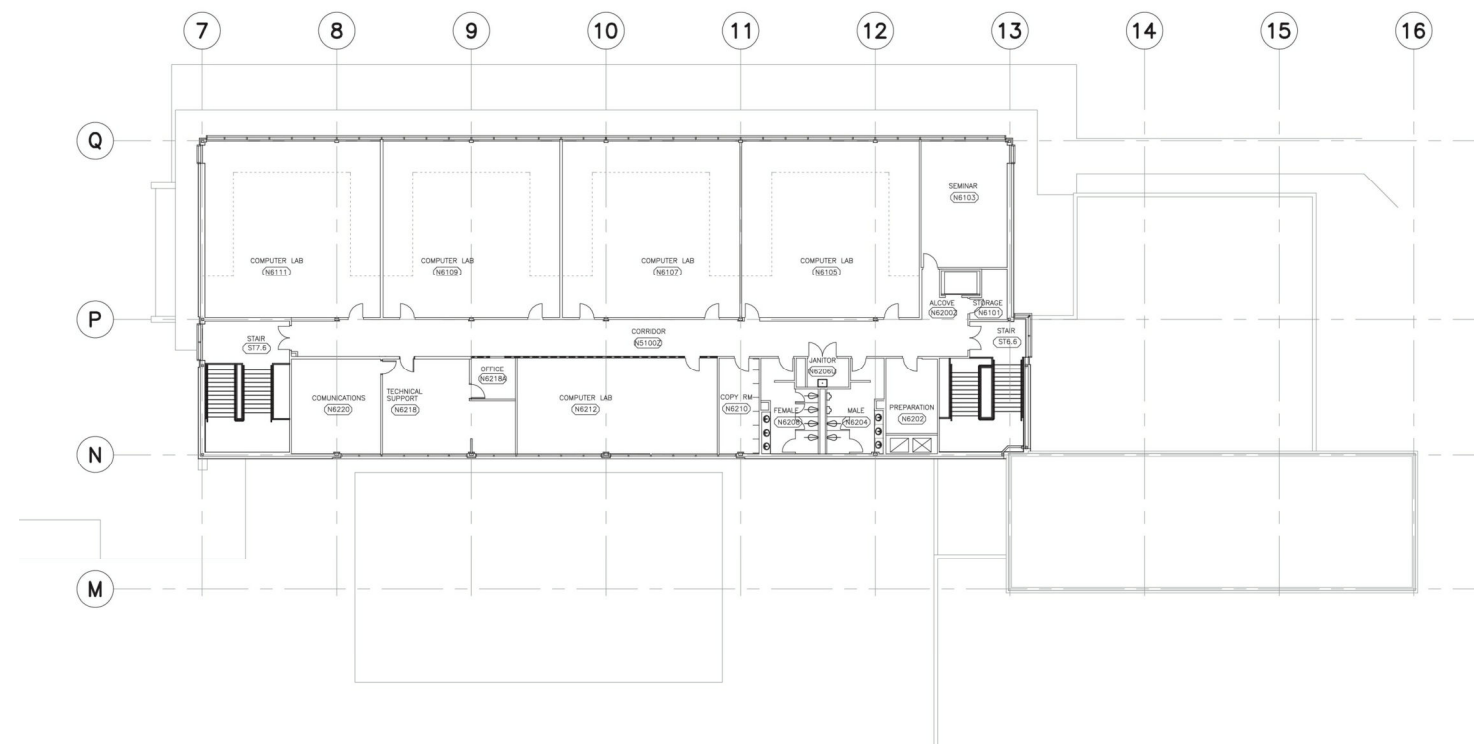 7 8 9 10 11 12 13 14 15 16
Q
SEMINAR
N6103
COMPUTER LAB
N6111
COMPUTER LAB
N6109
COMPUTER LAB
N6107
COMPUTER LAB
N6105
ALCOVE
N6200Z
STORAGE
N6101
P
STAIR
ST7.6
CORRIDOR
N5100Z
STAIR
ST6.6
JANITOR
N6206U
OFFICE
N6218A
COMUNICATIONS
N6220
TECHNICAL
SUPPORT
N6218
COMPUTER LAB
N6212
COPY RM
N6210
FEMALE
N6208
MALE
N6204
PREPARATION
N6202
N
M